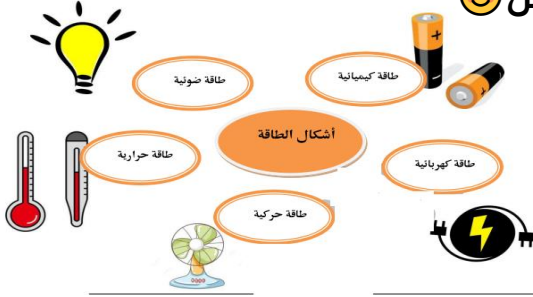 طاقة كيميائية
طاقة ضوئية
أشكال الطاقة
طاقة حرارية
طاقة كهربائية
طاقة حركية